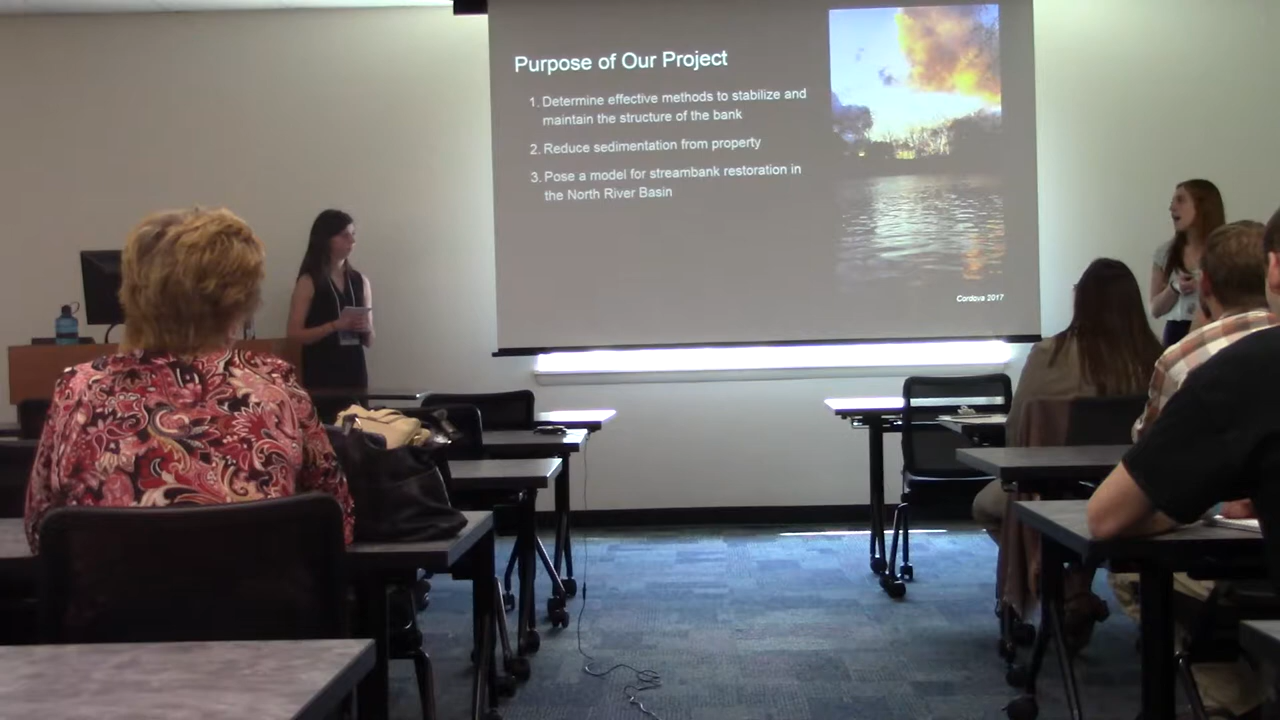 Purpose of Our Project
1. Determine effective methods to stabilize and
maintain the structure of the bank
2. Reduce sedimentation from property
3. Pose a model for streambank restoration in
the North River Basin
Cordova 2017